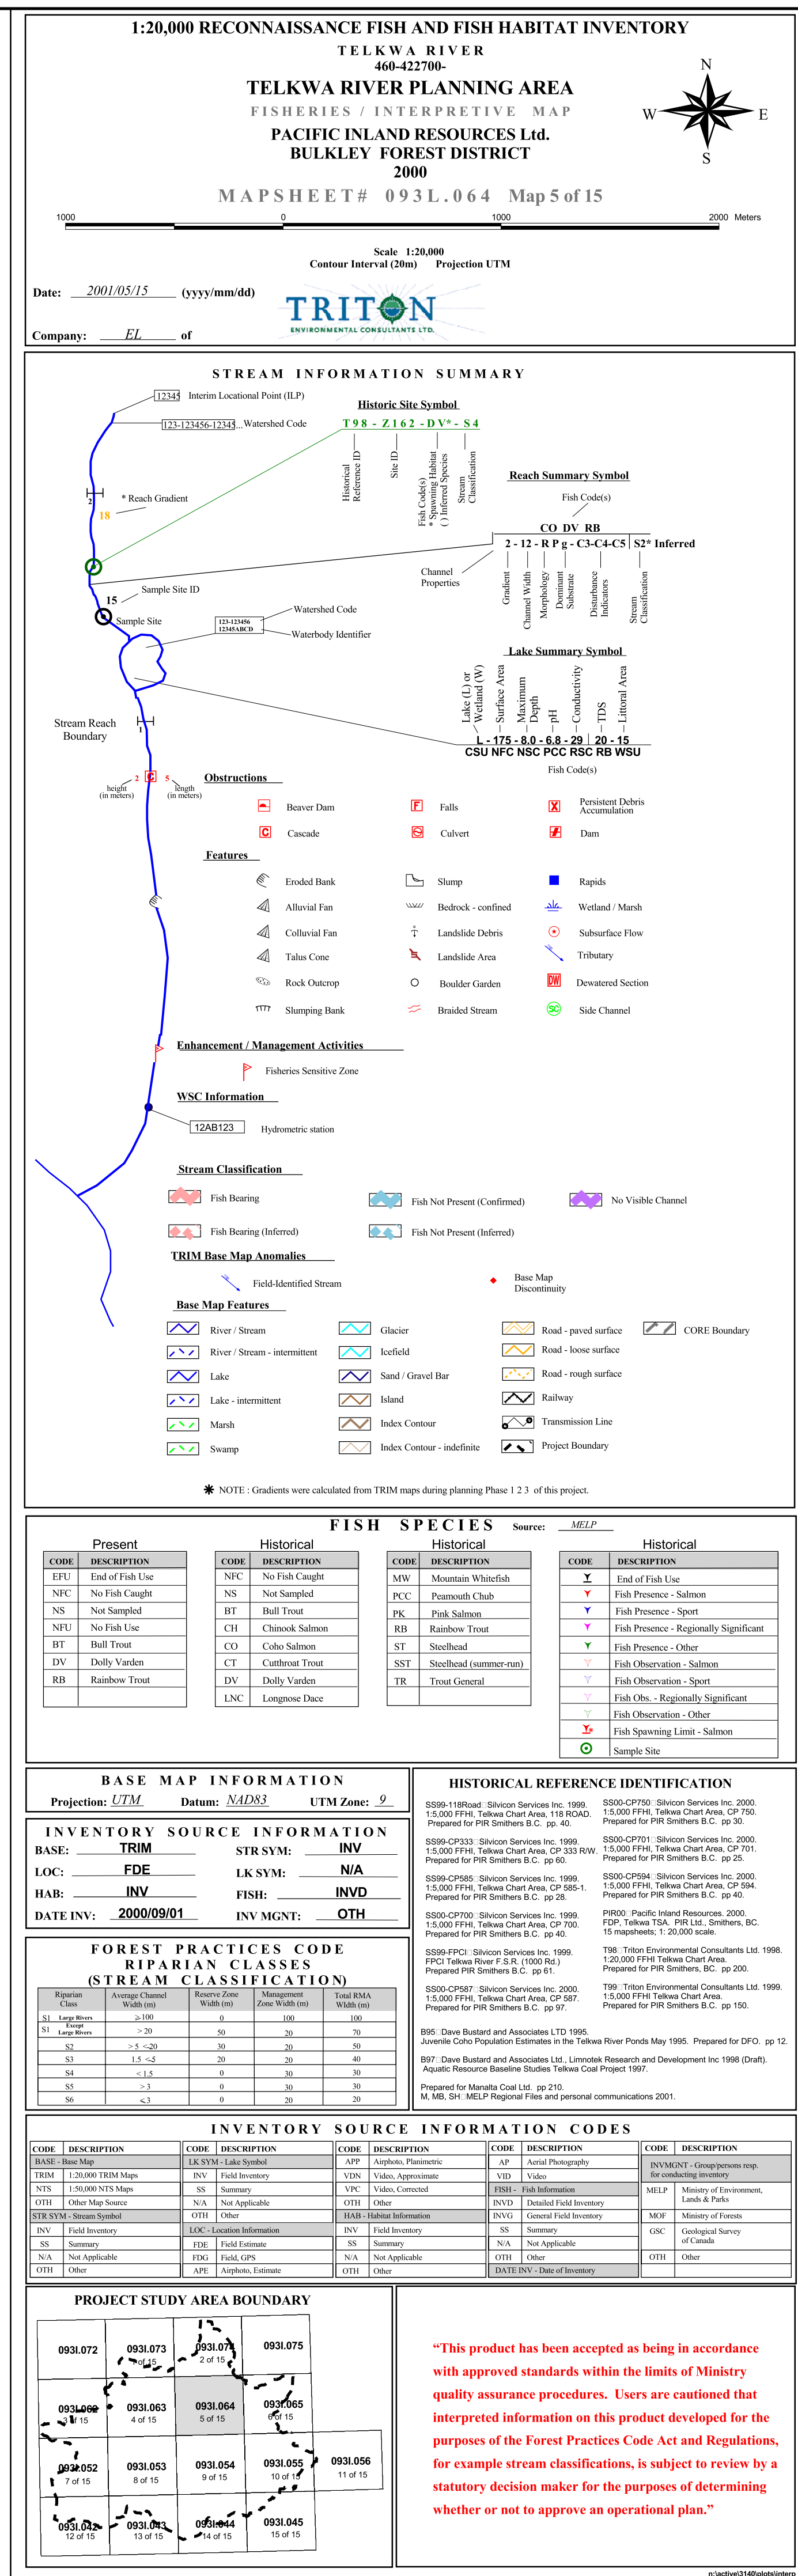 1:20,000 RECONNAISSANCE FISH AND FISH HABITAT INVENTORY
TELKWA RIVER
460-422700-
TELKWA RIVER PLANNING AREA
FISHERIES / INTERPRETIVE MAP
PACIFIC INLAND RESOURCES Ltd.
BULKLEY FOREST DISTRICT
2000
MAPSHEET# 093L.064 Map 5 of 15
N
W E
S
1000 0 1000 2000 Meters
Scale 1:20,000
Contour Interval (20m) Projection UTM
Date: 2001/05/15 (yyyy/mm/dd)
TRITON
ENVIRONMENTAL CONSULTANTS LTD.
Company: EL of
STREAM INFORMATION SUMMARY
12345 Interim Locational Point (ILP)
123-123456-12345... Watershed Code
Historic Site Symbol
T98 - Z162 - DV* - S4
Historical Reference ID
Site ID
Fish Code(s)
* Spawning Habitat
( ) Inferred Species
Stream Classification
2
* Reach Gradient
18
Reach Summary Symbol
Fish Code(s)
CO DV RB
2 - 12 - R P g - C3-C4-C5 | S2* Inferred
Channel Properties
Gradient
Channel Width
Morphology
Dominant Substrate
Disturbance Indicators
Stream Classification
Sample Site ID
15
Sample Site
123-123456
12345ABCD
Watershed Code
Waterbody Identifier
Lake Summary Symbol
Lake (L) or Wetland (W)
Surface Area
Maximum Depth
pH
Conductivity
TDS
Littoral Area
L - 175 - 8.0 - 6.8 - 29 | 20 - 15
CSU NFC NSC PCC RSC RB WSU
Fish Code(s)
Stream Reach
Boundary
1
2 C 5
height
(in meters)
length
(in meters)
Obstructions
Beaver Dam
F Falls
X Persistent Debris
Accumulation
C Cascade
Culvert
Dam
Features
Eroded Bank
Slump
Rapids
Alluvial Fan
Bedrock - confined
Wetland / Marsh
Colluvial Fan
Landslide Debris
Subsurface Flow
Talus Cone
Landslide Area
Tributary
Rock Outcrop
Boulder Garden
DW Dewatered Section
Slumping Bank
Braided Stream
SC Side Channel
Enhancement / Management Activities
Fisheries Sensitive Zone
WSC Information
12AB123 Hydrometric station
Stream Classification
Fish Bearing
Fish Not Present (Confirmed)
No Visible Channel
Fish Bearing (Inferred)
Fish Not Present (Inferred)
TRIM Base Map Anomalies
Field-Identified Stream
Base Map
Discontinuity
Base Map Features
River / Stream
Glacier
Road - paved surface
CORE Boundary
River / Stream - intermittent
Icefield
Road - loose surface
Lake
Sand / Gravel Bar
Road - rough surface
Lake - intermittent
Island
Railway
Marsh
Index Contour
Transmission Line
Swamp
Index Contour - indefinite
Project Boundary
NOTE : Gradients were calculated from TRIM maps during planning Phase 1 2 3 of this project.
FISH SPECIES Source: MELP
Present
CODE DESCRIPTION
EFU End of Fish Use
NFC No Fish Caught
NS Not Sampled
NFU No Fish Use
BT Bull Trout
DV Dolly Varden
RB Rainbow Trout
Historical
CODE DESCRIPTION
NFC No Fish Caught
NS Not Sampled
BT Bull Trout
CH Chinook Salmon
CO Coho Salmon
CT Cutthroat Trout
DV Dolly Varden
LNC Longnose Dace
Historical
CODE DESCRIPTION
MW Mountain Whitefish
PCC Peamouth Chub
PK Pink Salmon
RB Rainbow Trout
ST Steelhead
SST Steelhead (summer-run)
TR Trout General
Historical
CODE DESCRIPTION
End of Fish Use
Fish Presence - Salmon
Fish Presence - Sport
Fish Presence - Regionally Significant
Fish Presence - Other
Fish Observation - Salmon
Fish Observation - Sport
Fish Obs. - Regionally Significant
Fish Observation - Other
Fish Spawning Limit - Salmon
Sample Site
BASE MAP INFORMATION
Projection: UTM Datum: NAD83 UTM Zone: 9
INVENTORY SOURCE INFORMATION
BASE: TRIM STR SYM: INV
LOC: FDE LK SYM: N/A
HAB: INV FISH: INVD
DATE INV: 2000/09/01 INV MGNT: OTH
FOREST PRACTICES CODE
RIPARIAN CLASSES
(STREAM CLASSIFICATION)
Riparian Class | Average Channel Width (m) | Reserve Zone Width (m) | Management Zone Width (m) | Total RMA WIdth (m)
S1 Large Rivers ≥100 0 100 100
S1 Except Large Rivers > 20 50 20 70
S2 > 5 ≤20 30 20 50
S3 1.5 ≤5 20 20 40
S4 < 1.5 0 30 30
S5 > 3 0 30 30
S6 ≤3 0 20 20
HISTORICAL REFERENCE IDENTIFICATION
SS99-118Road Silvicon Services Inc. 1999.
1:5,000 FFHI, Telkwa Chart Area, 118 ROAD.
Prepared for PIR Smithers B.C. pp. 40.
SS99-CP333 Silvicon Services Inc. 1999.
1:5,000 FFHI, Telkwa Chart Area, CP 333 R/W.
Prepared for PIR Smithers B.C. pp 60.
SS99-CP585 Silvicon Services Inc. 1999.
1:5,000 FFHI, Telkwa Chart Area, CP 585-1.
Prepared for PIR Smithers B.C. pp 28.
SS00-CP700 Silvicon Services Inc. 1999.
1:5,000 FFHI, Telkwa Chart Area, CP 700.
Prepared for PIR Smithers B.C. pp 40.
SS99-FPCI Silvicon Services Inc. 1999.
FPCI Telkwa River F.S.R. (1000 Rd.)
Prepared PIR Smithers B.C. pp 61.
SS00-CP587 Silvicon Services Inc. 2000.
1:5,000 FFHI, Telkwa Chart Area, CP 587.
Prepared for PIR Smithers B.C. pp 97.
SS00-CP750 Silvicon Services Inc. 2000.
1:5,000 FFHI, Telkwa Chart Area, CP 750.
Prepared for PIR Smithers B.C. pp 30.
SS00-CP701 Silvicon Services Inc. 2000.
1:5,000 FFHI, Telkwa Chart Area, CP 701.
Prepared for PIR Smithers B.C. pp 25.
SS00-CP594 Silvicon Services Inc. 2000.
1:5,000 FFHI, Telkwa Chart Area, CP 594.
Prepared for PIR Smithers B.C. pp 40.
PIR00 Pacific Inland Resources. 2000.
FDP, Telkwa TSA. PIR Ltd., Smithers, BC.
15 mapsheets; 1: 20,000 scale.
T98 Triton Environmental Consultants Ltd. 1998.
1:20,000 FFHI Telkwa Chart Area.
Prepared for PIR Smithers, BC. pp 200.
T99 Triton Environmental Consultants Ltd. 1999.
1:5,000 FFHI Telkwa Chart Area.
Prepared for PIR Smithers B.C. pp 150.
B95 Dave Bustard and Associates LTD 1995.
Juvenile Coho Population Estimates in the Telkwa River Ponds May 1995. Prepared for DFO. pp 12.
B97 Dave Bustard and Associates Ltd., Limnotek Research and Development Inc 1998 (Draft).
Aquatic Resource Baseline Studies Telkwa Coal Project 1997.
Prepared for Manalta Coal Ltd. pp 210.
M, MB, SH MELP Regional Files and personal communications 2001.
INVENTORY SOURCE INFORMATION CODES
CODE DESCRIPTION
BASE - Base Map
TRIM 1:20,000 TRIM Maps
NTS 1:50,000 NTS Maps
OTH Other Map Source
STR SYM - Stream Symbol
INV Field Inventory
SS Summary
N/A Not Applicable
OTH Other
CODE DESCRIPTION
LK SYM - Lake Symbol
INV Field Inventory
SS Summary
N/A Not Applicable
OTH Other
LOC - Location Information
FDE Field Estimate
FDG Field, GPS
APE Airphoto, Estimate
CODE DESCRIPTION
APP Airphoto, Planimetric
VDN Video, Approximate
VPC Video, Corrected
OTH Other
HAB - Habitat Information
INV Field Inventory
SS Summary
N/A Not Applicable
OTH Other
CODE DESCRIPTION
AP Aerial Photography
VID Video
FISH - Fish Information
INVD Detailed Field Inventory
INVG General Field Inventory
SS Summary
N/A Not Applicable
OTH Other
DATE INV - Date of Inventory
CODE DESCRIPTION
INVMGNT - Group/persons resp.
for conducting inventory
MELP Ministry of Environment,
Lands & Parks
MOF Ministry of Forests
GSC Geological Survey
of Canada
OTH Other
PROJECT STUDY AREA BOUNDARY
093l.072 093l.073 093l.074 093l.075
1 of 15 2 of 15
093l.062 093l.063 093l.064 093l.065
3 of 15 4 of 15 5 of 15 6 of 15
093l.052 093l.053 093l.054 093l.055 093l.056
7 of 15 8 of 15 9 of 15 10 of 15 11 of 15
093l.042 093l.043 093l.044 093l.045
12 of 15 13 of 15 14 of 15 15 of 15
“This product has been accepted as being in accordance
with approved standards within the limits of Ministry
quality assurance procedures. Users are cautioned that
interpreted information on this product developed for the
purposes of the Forest Practices Code Act and Regulations,
for example stream classifications, is subject to review by a
statutory decision maker for the purposes of determining
whether or not to approve an operational plan.”
n:\active\3140\plots\interp